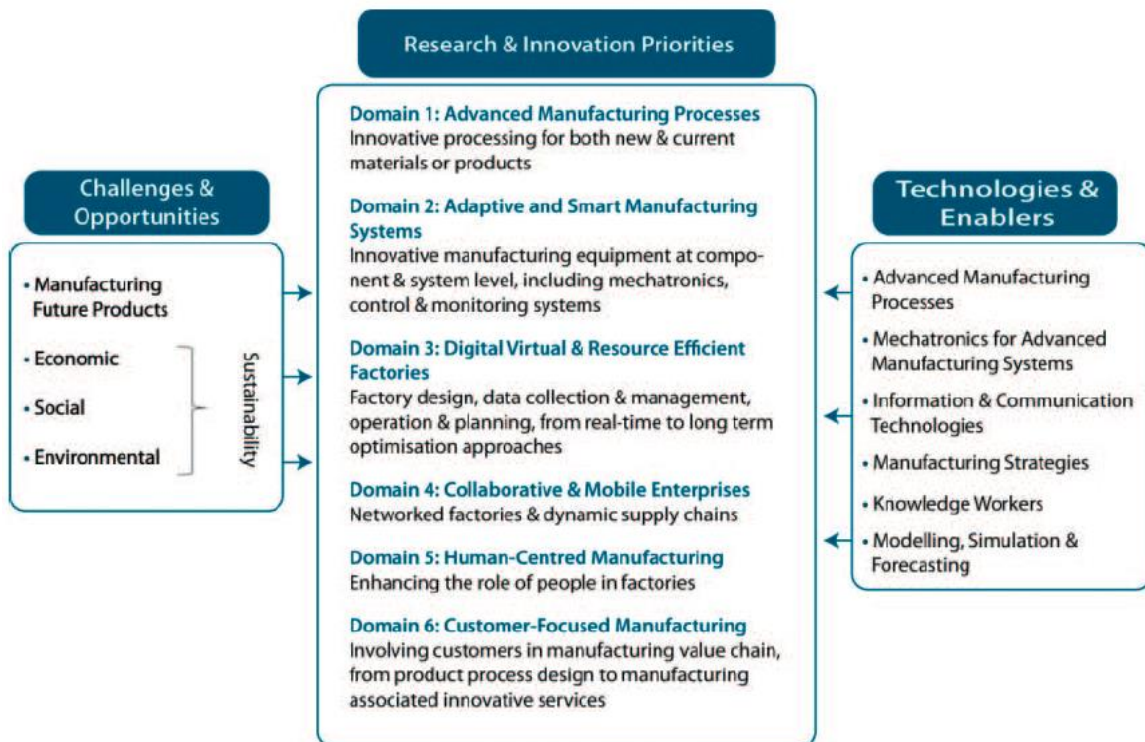 Research & Innovation Priorities
Challenges &
Opportunities
• Manufacturing
Future Products
• Economic
• Social
• Environmental
Sustainability
Domain 1: Advanced Manufacturing Processes
Innovative processing for both new & current
materials or products
Domain 2: Adaptive and Smart Manufacturing
Systems
Innovative manufacturing equipment at compo-
nent & system level, including mechatronics,
control & monitoring systems
Domain 3: Digital Virtual & Resource Efficient
Factories
Factory design, data collection & management,
operation & planning, from real-time to long term
optimisation approaches
Domain 4: Collaborative & Mobile Enterprises
Networked factories & dynamic supply chains
Domain 5: Human-Centred Manufacturing
Enhancing the role of people in factories
Domain 6: Customer-Focused Manufacturing
Involving customers in manufacturing value chain,
from product process design to manufacturing
associated innovative services
Technologies &
Enablers
• Advanced Manufacturing
Processes
• Mechatronics for Advanced
Manufacturing Systems
• Information & Communication
Technologies
• Manufacturing Strategies
• Knowledge Workers
• Modelling, Simulation &
Forecasting